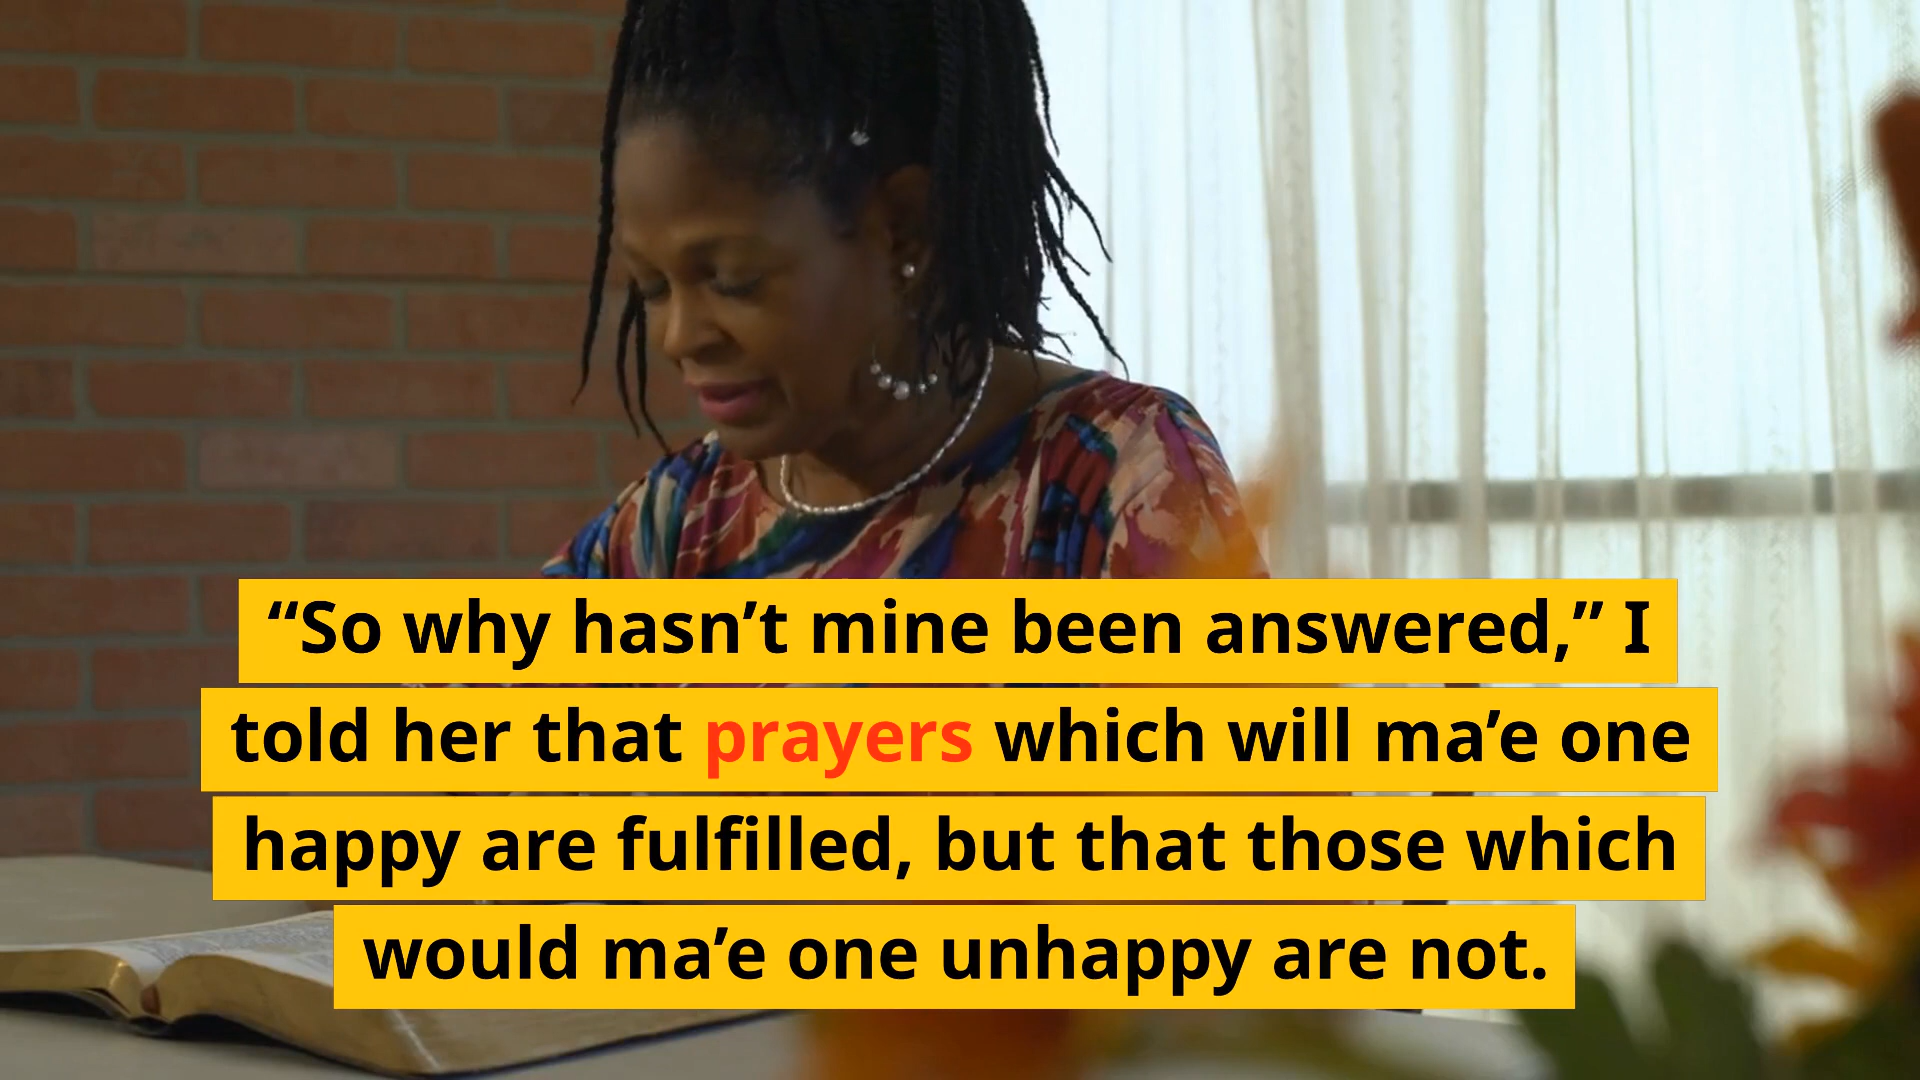 “So why hasn’t mine been answered,” I
told her that prayers which will ma’e one
happy are fulfilled, but that those which
would ma’e one unhappy are not.